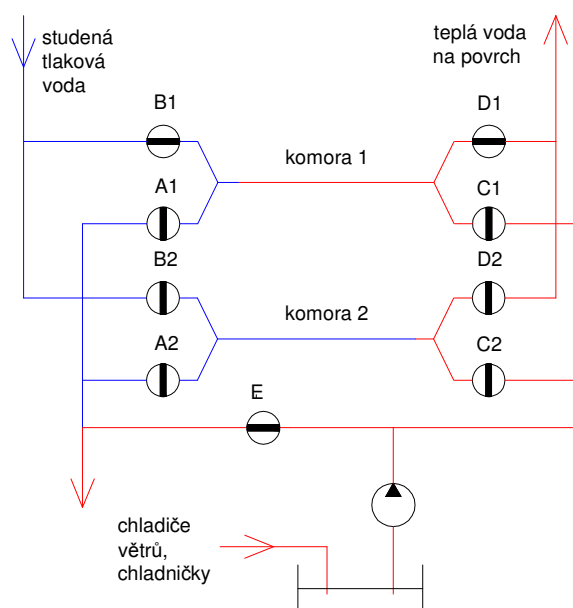 studená
tlaková
voda
teplá voda
na povrch
B1
D1
komora 1
A1
C1
B2
D2
komora 2
A2
C2
E
chladiče
větrů,
chladničky